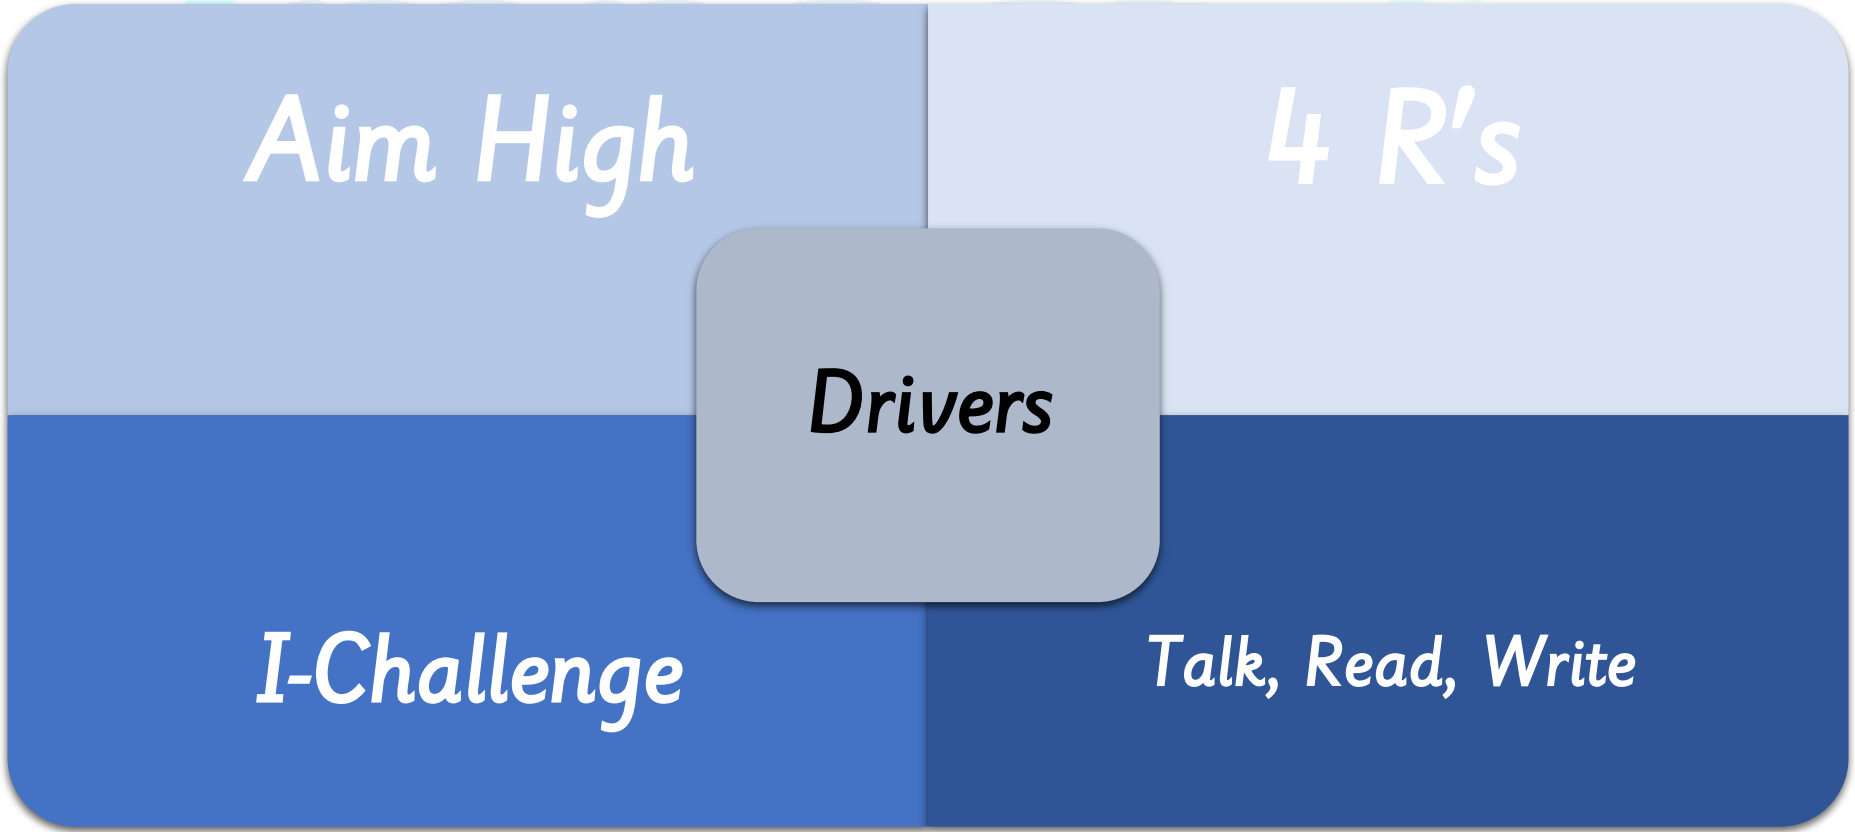 Aim High
4 R's
Drivers
I-Challenge
Talk, Read, Write